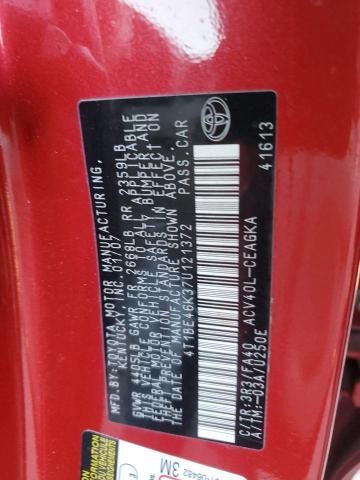 MFD.BY:TOYOTA MOTOR MANUFACTURING,
KENTUCKY, INC. 01/07
GVWR 4405LB GAWR FR 2668LB RR 2359LB
THIS VEHICLE CONFORMS TO ALL APPLICABLE
FEDERAL MOTOR VEHICLE SAFETY, BUMPER, AND
THEFT PREVENTION STANDARDS IN EFFECT ON
THE DATE OF MANUFACTURE SHOWN ABOVE.
4T1BE46K37U121372 PASS.CAR
C/TR:3R3/FA40 ACV40L-CEAGKA
A/TM:-03A/U250E 41613
TOYOTA
3M
INFORMATION